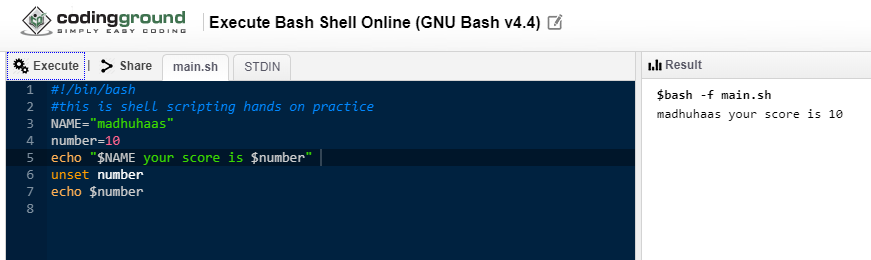 codingground
SIMPLY EASY CODING
Execute Bash Shell Online (GNU Bash v4.4)
Execute | Share main.sh STDIN
1 #!/bin/bash
2 #this is shell scripting hands on practice
3 NAME="madhuhaas"
4 number=10
5 echo "$NAME your score is $number"
6 unset number
7 echo $number
8
Result
$bash -f main.sh
madhuhaas your score is 10